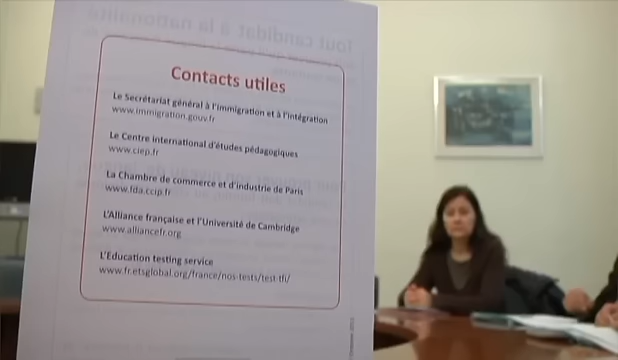 Tout candidat à la nationalité
Contacts utiles
Le Secrétariat général à l'immigration et à l'intégration
www.immigration.gouv.fr
Le Centre international d'études pédagogiques
www.ciep.fr
La Chambre de commerce et d'industrie de Paris
www.fda.ccip.fr
L'Alliance française et l'Université de Cambridge
www.alliancefr.org
L'Education testing service
www.fr.etsglobal.org/france/nos-tests/test-tfi/